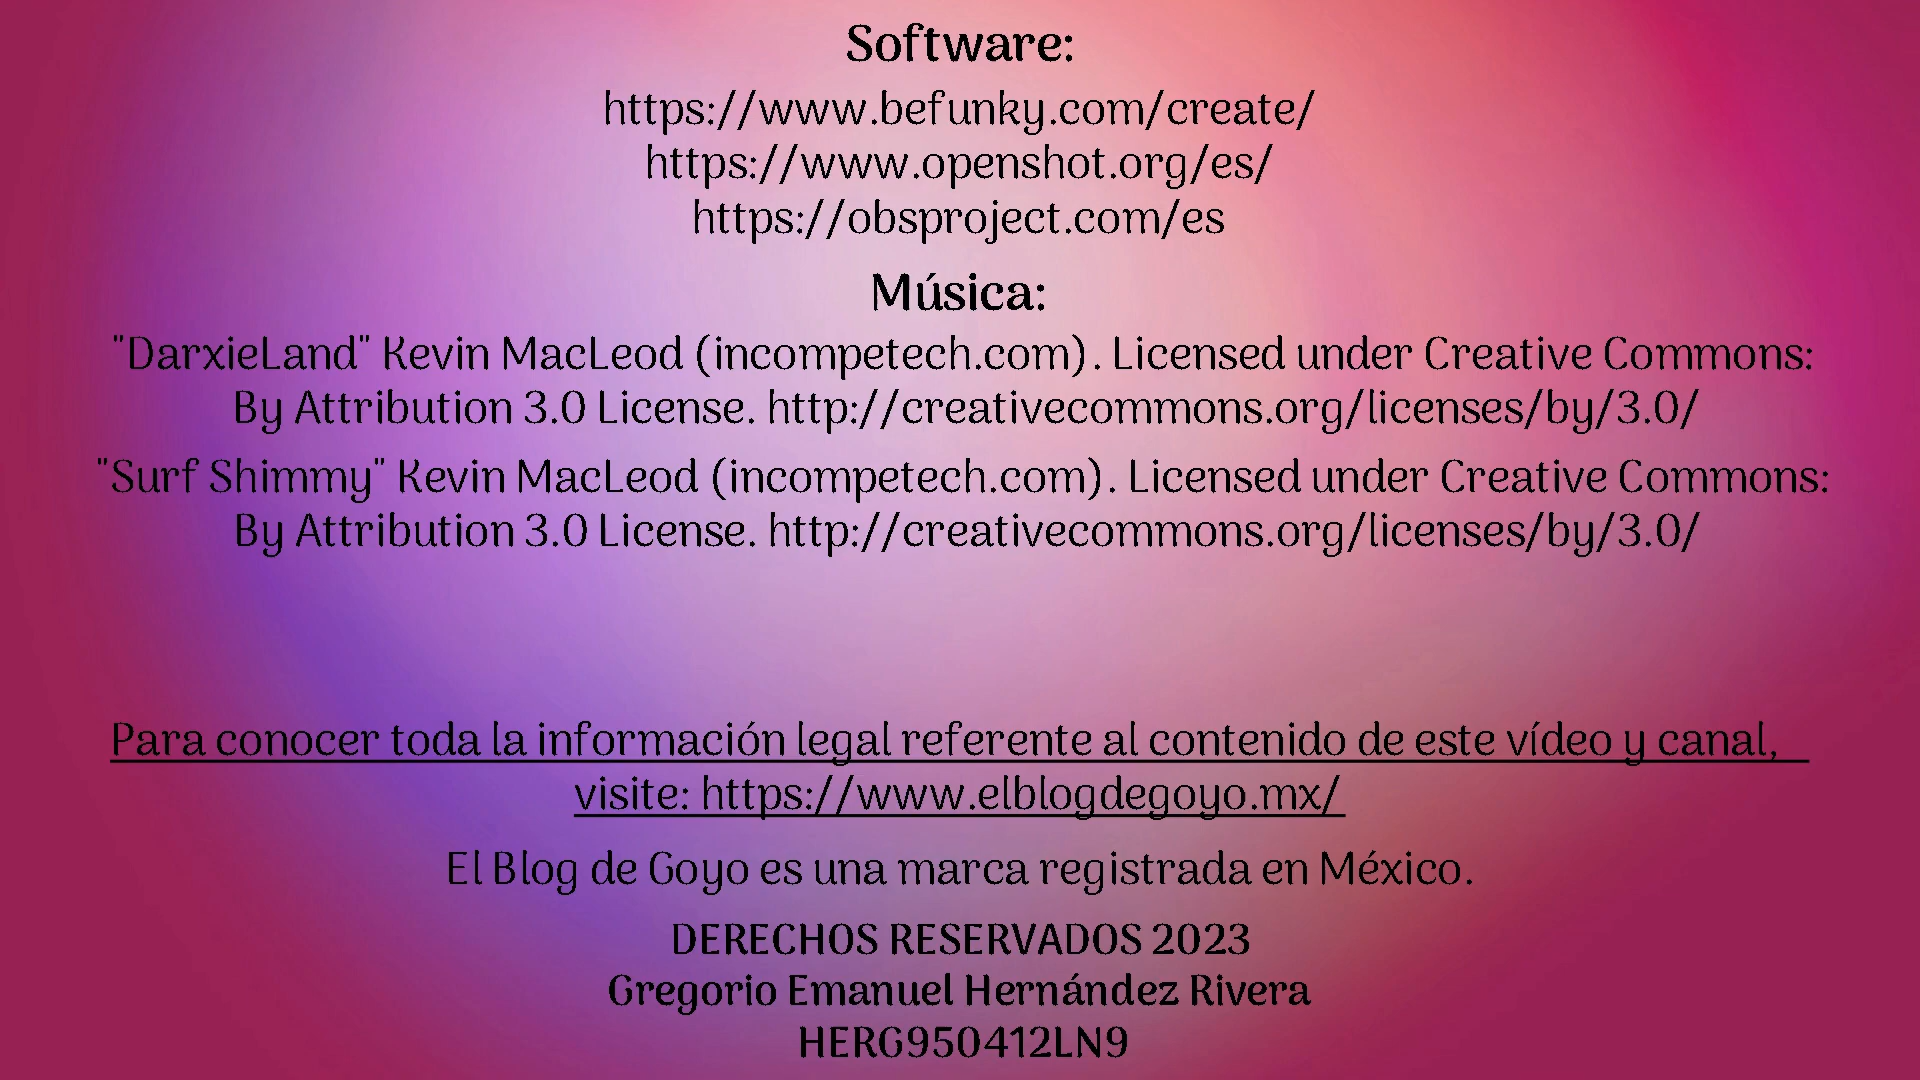 Software:
https://www.befunky.com/create/
https://www.openshot.org/es/
https://obsproject.com/es
Música:
"DarxieLand" Kevin MacLeod (incompetech.com). Licensed under Creative Commons:
By Attribution 3.0 License. http://creativecommons.org/licenses/by/3.0/
"Surf Shimmy" Kevin MacLeod (incompetech.com). Licensed under Creative Commons:
By Attribution 3.0 License. http://creativecommons.org/licenses/by/3.0/
Para conocer toda la información legal referente al contenido de este vídeo y canal,
visite: https://www.elblogdegoyo.mx/
El Blog de Goyo es una marca registrada en México.
DERECHOS RESERVADOS 2023
Gregorio Emanuel Hernández Rivera
HERG950412LN9